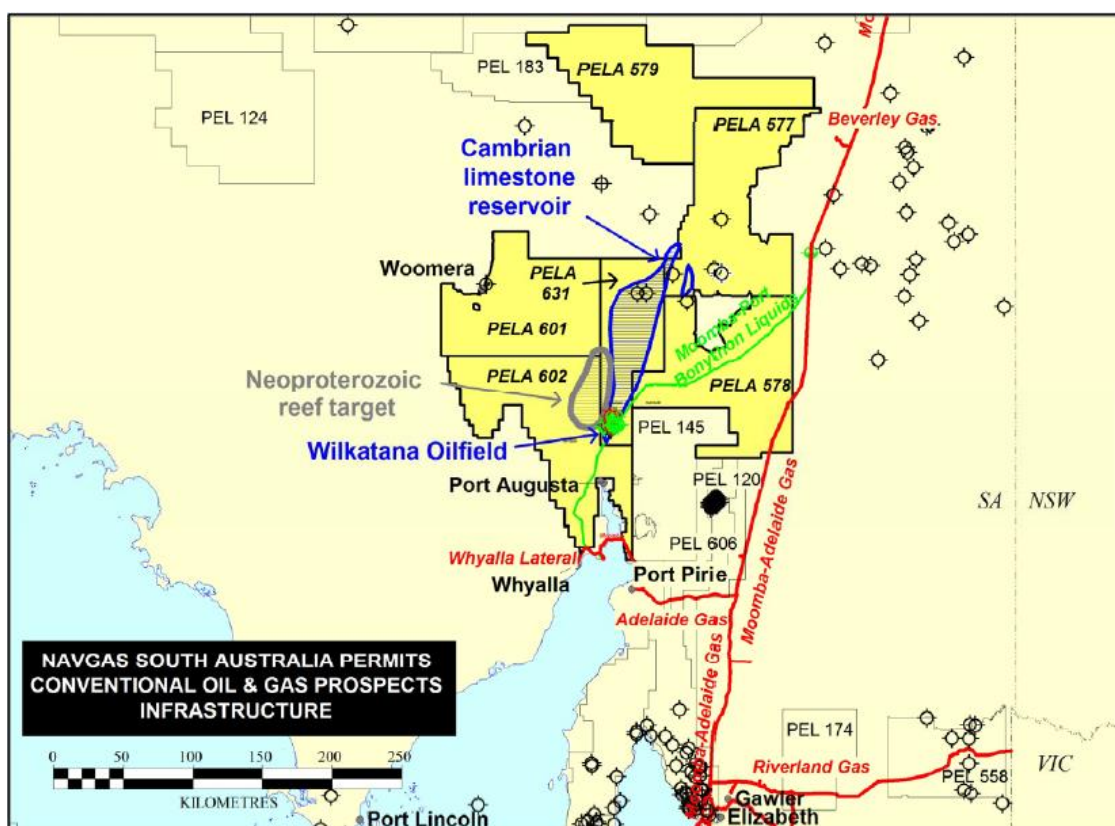 Mo
PELA 579
PEL 183
PEL 124
PELA 577
Beverley Gas.
Cambrian
limestone
reservoir
Woomera
PELA
631
PELA 601
Moomba-Port
Bonython Liquids
PELA 602
PELA 578
Neoproterozoic
reef target
PEL 145
Wilkatana Oilfield
Port Augusta
PEL 120
SA
NSW
PEL 606
Whyalla Lateral
Whyalla
Port Pirie
Moomba-Adelaide Gas
Adelaide Gas
NAVGAS SOUTH AUSTRALIA PERMITS
CONVENTIONAL OIL & GAS PROSPECTS
INFRASTRUCTURE
Moomba-Adelaide Gas
PEL 174
0 50 100 150 200 250
KILOMETRES
Riverland Gas
PEL 558
VIC
Gawler
Elizabeth
Port Lincoln